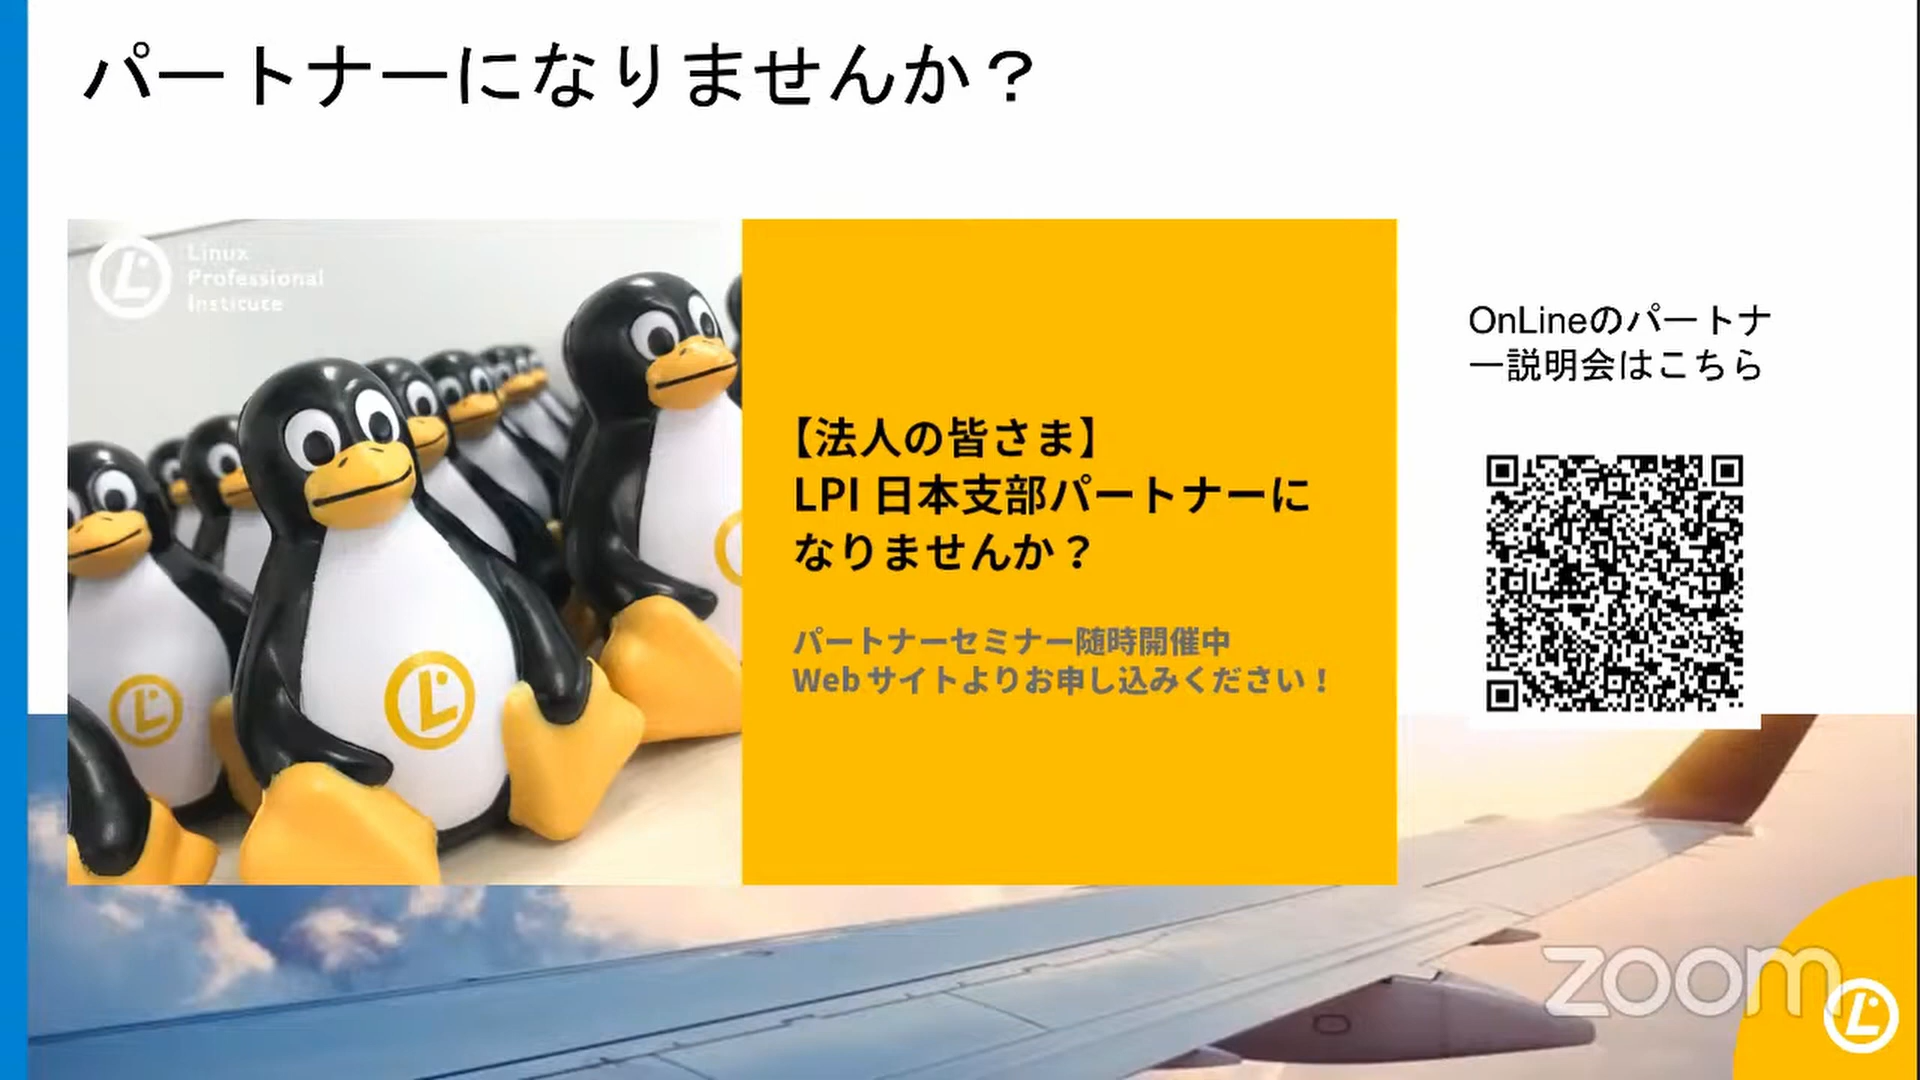 パートナーになりませんか？
Linux
Professional
Institute
【法人の皆さま】
LPI 日本支部パートナーに
なりませんか？
パートナーセミナー随時開催中
Webサイトよりお申し込みください！
OnLineのパートナ
ー説明会はこちら
zoom